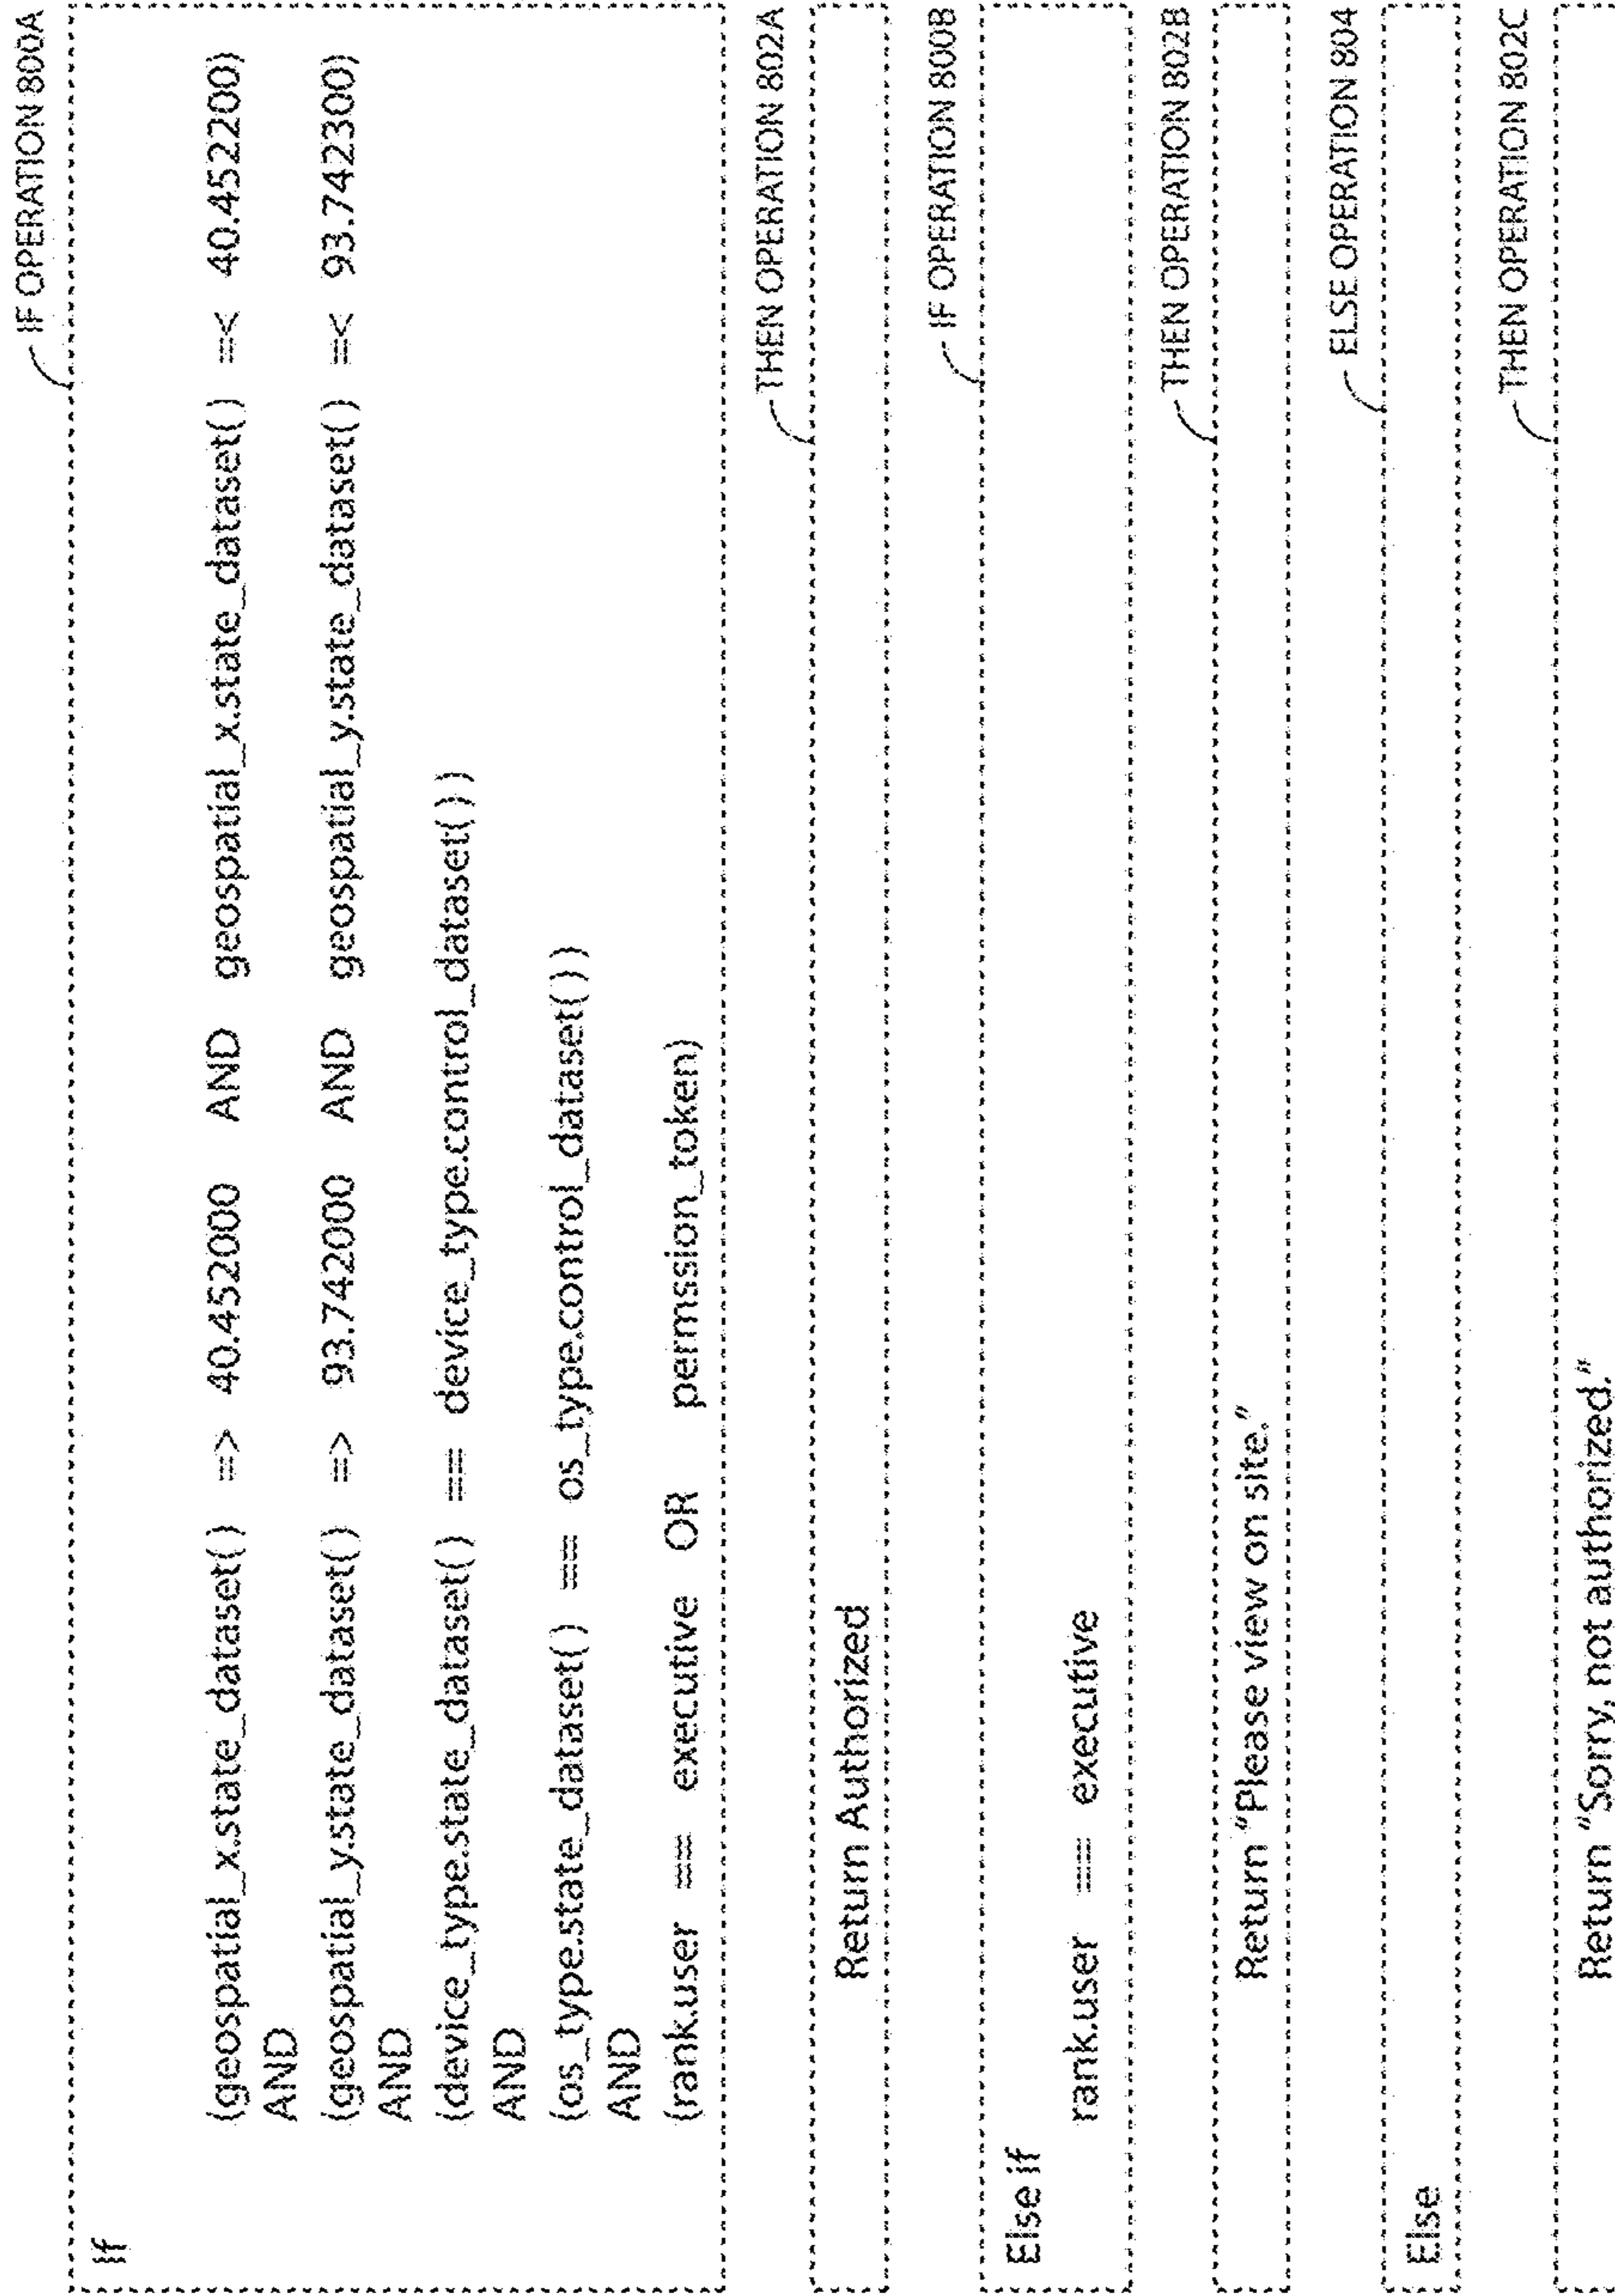 IF OPERATION 800A
If
(geospatial_x.state_dataset() => 40.452000 AND geospatial_x.state_dataset() =< 40.452200)
AND
(geospatial_y.state_dataset() => 93.742000 AND geospatial_y.state_dataset() =< 93.742300)
AND
(device_type.state_dataset() == device_type.control_dataset())
AND
(os_type.state_dataset() == os_type.control_dataset())
AND
(rank.user == executive OR permssion_token)
THEN OPERATION 802A
Return Authorized
IF OPERATION 800B
Else if
rank.user == executive
THEN OPERATION 802B
Return "Please view on site."
ELSE OPERATION 804
Else
THEN OPERATION 802C
Return "Sorry, not authorized."